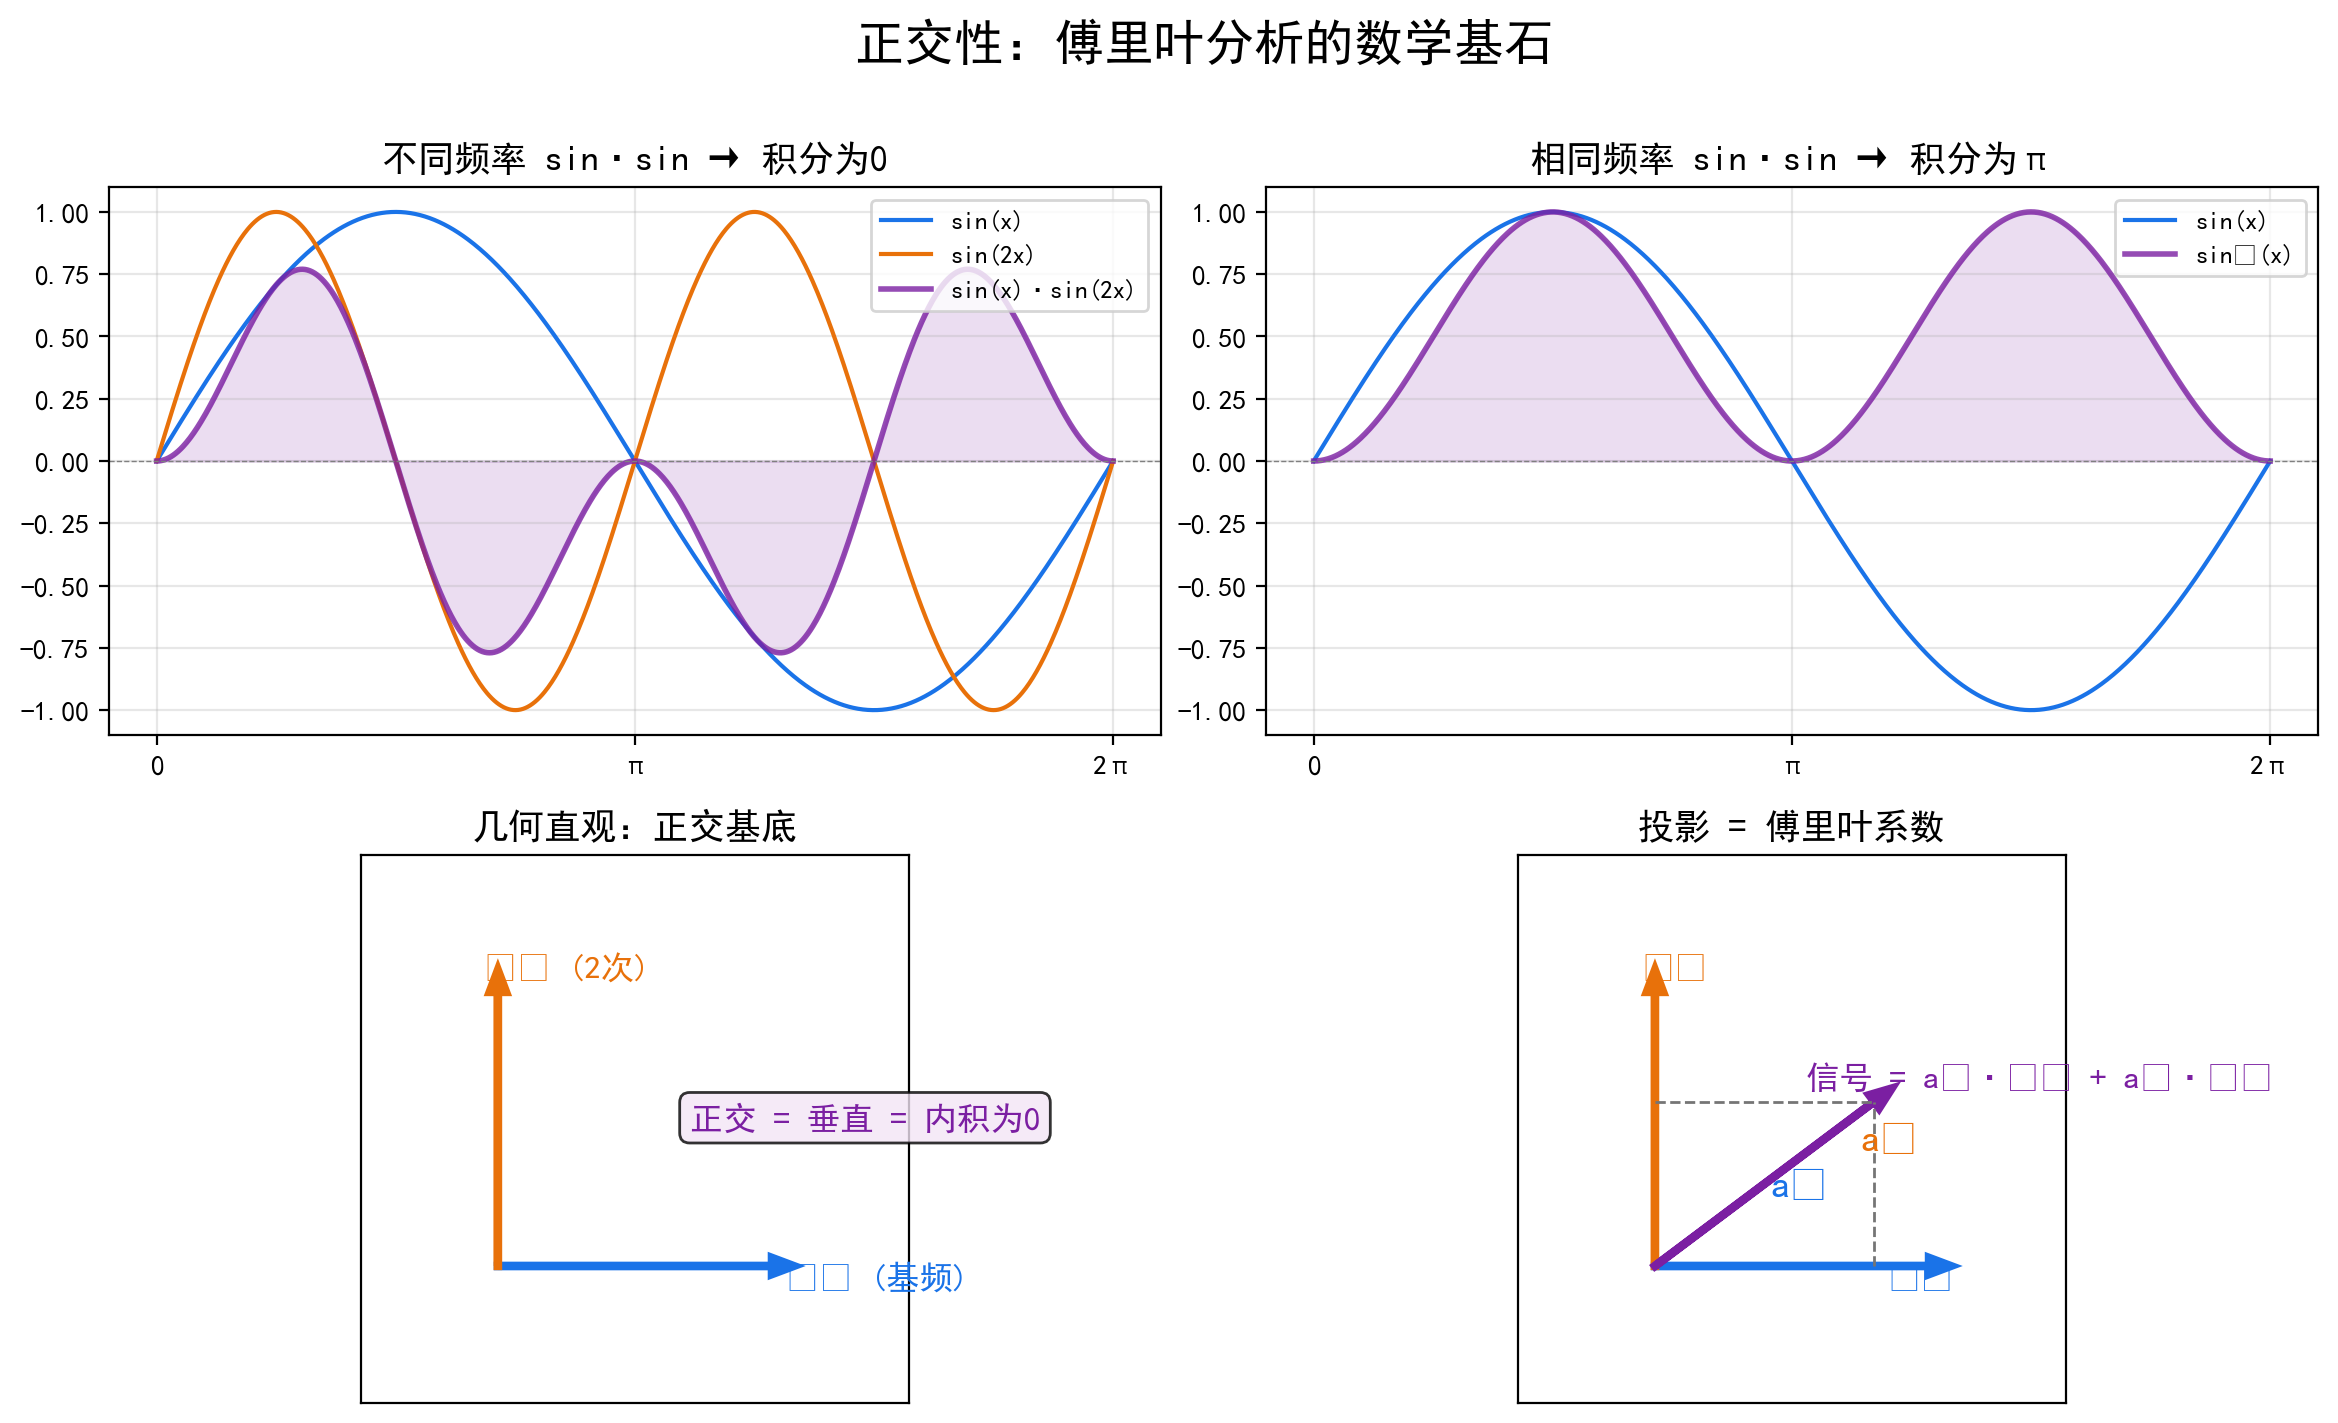 正交性：傅里叶分析的数学基石
不同频率 sin·sin → 积分为0
1.00
0.75
0.50
0.25
0.00
−0.25
−0.50
−0.75
−1.00
sin(x)
sin(2x)
sin(x)·sin(2x)
0 π 2π
相同频率 sin·sin → 积分为π
1.00
0.75
0.50
0.25
0.00
−0.25
−0.50
−0.75
−1.00
sin(x)
sin□(x)
0 π 2π
几何直观：正交基底
□□ (2次)
正交 = 垂直 = 内积为0
□□ (基频)
投影 = 傅里叶系数
□□
信号 = a□·□□ + a□·□□
a□
a□
□□